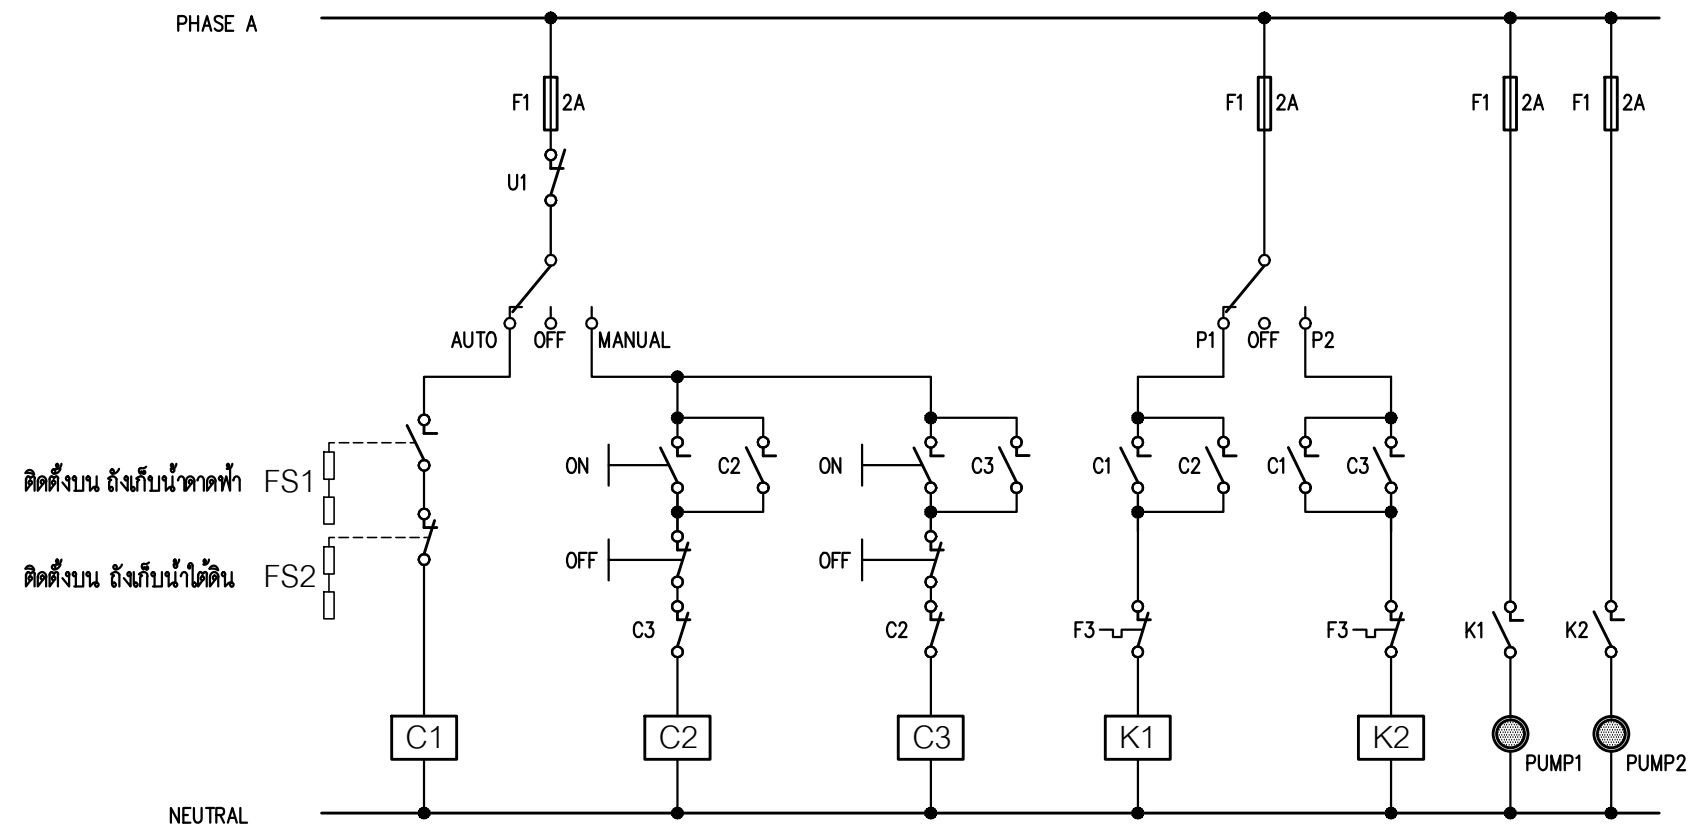 PHASE A
F1 2A
F1 2A
F1 2A
F1 2A
U1
AUTO OFF MANUAL
P1 OFF P2
ติดตั้งบน ถังเก็บน้ำดาดฟ้า FS1
ON C2
ON C3
C1 C2
C1 C3
ติดตั้งบน ถังเก็บน้ำใต้ดิน FS2
OFF
OFF
C3
C2
F3
F3
K1
K2
C1
C2
C3
K1
K2
PUMP1
PUMP2
NEUTRAL